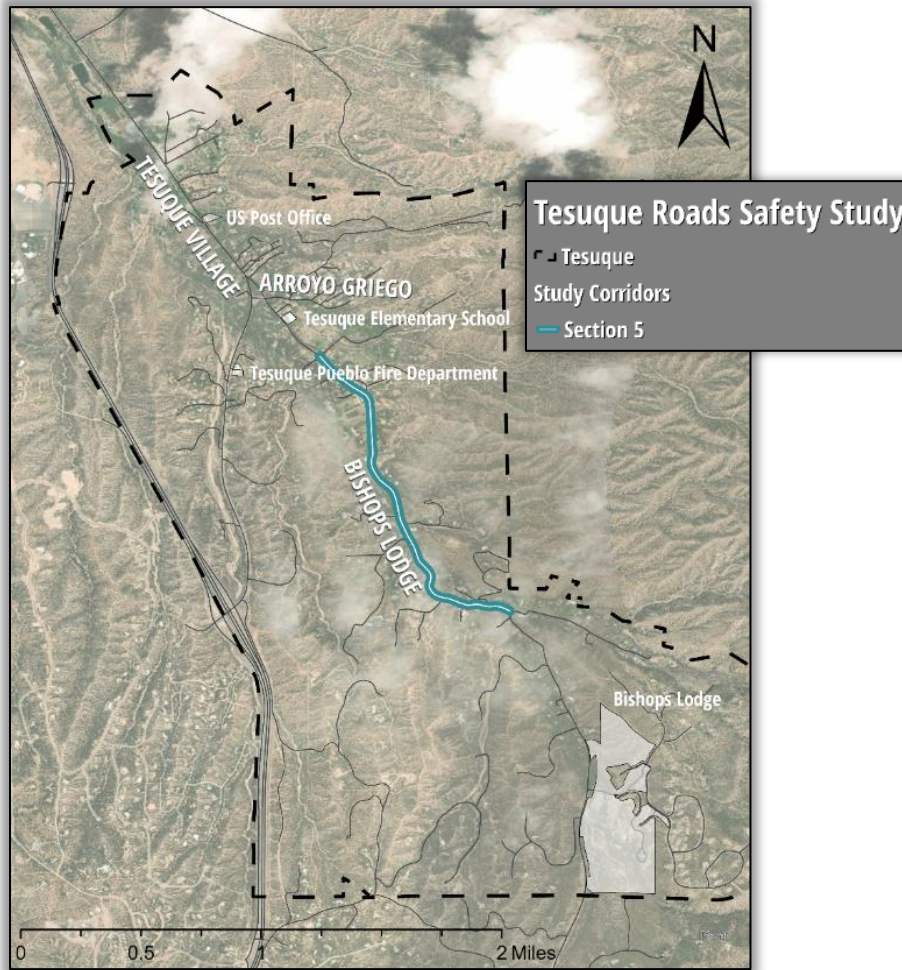 N
Tesuque Roads Safety Study
Tesuque
Study Corridors
Section 5
TESUQUE VILLAGE
US Post Office
ARROYO GRIEGO
Tesuque Elementary School
Tesuque Pueblo Fire Department
BISHOPS LODGE
Bishops Lodge
0 0.5 1 2 Miles